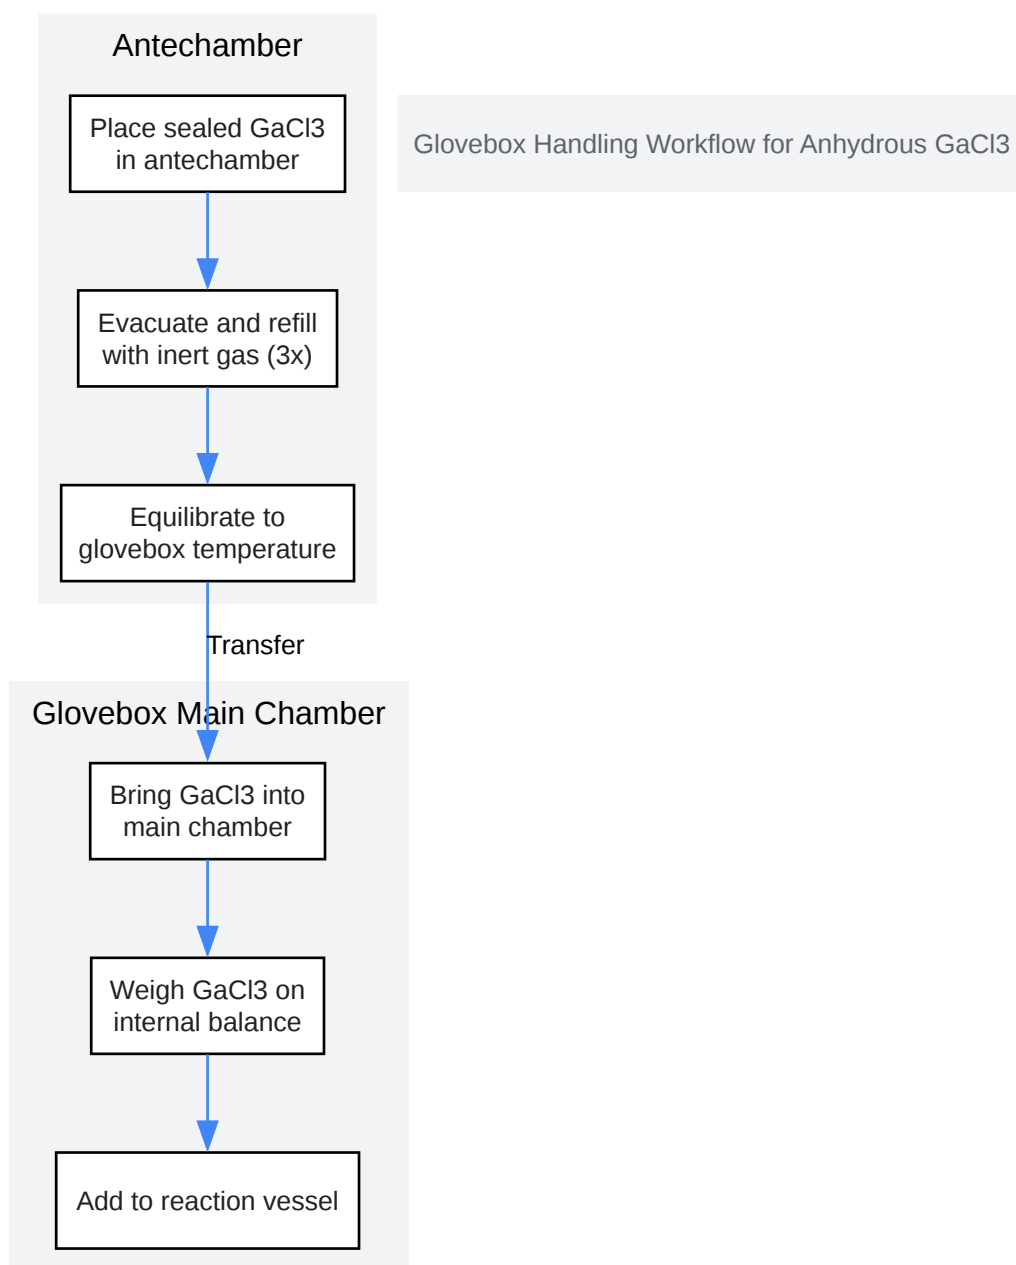 Antechamber
Place sealed GaCl3
in antechamber
Glovebox Handling Workflow for Anhydrous GaCl3
Evacuate and refill
with inert gas (3x)
Equilibrate to
glovebox temperature
Transfer
Glovebox Main Chamber
Bring GaCl3 into
main chamber
Weigh GaCl3 on
internal balance
Add to reaction vessel